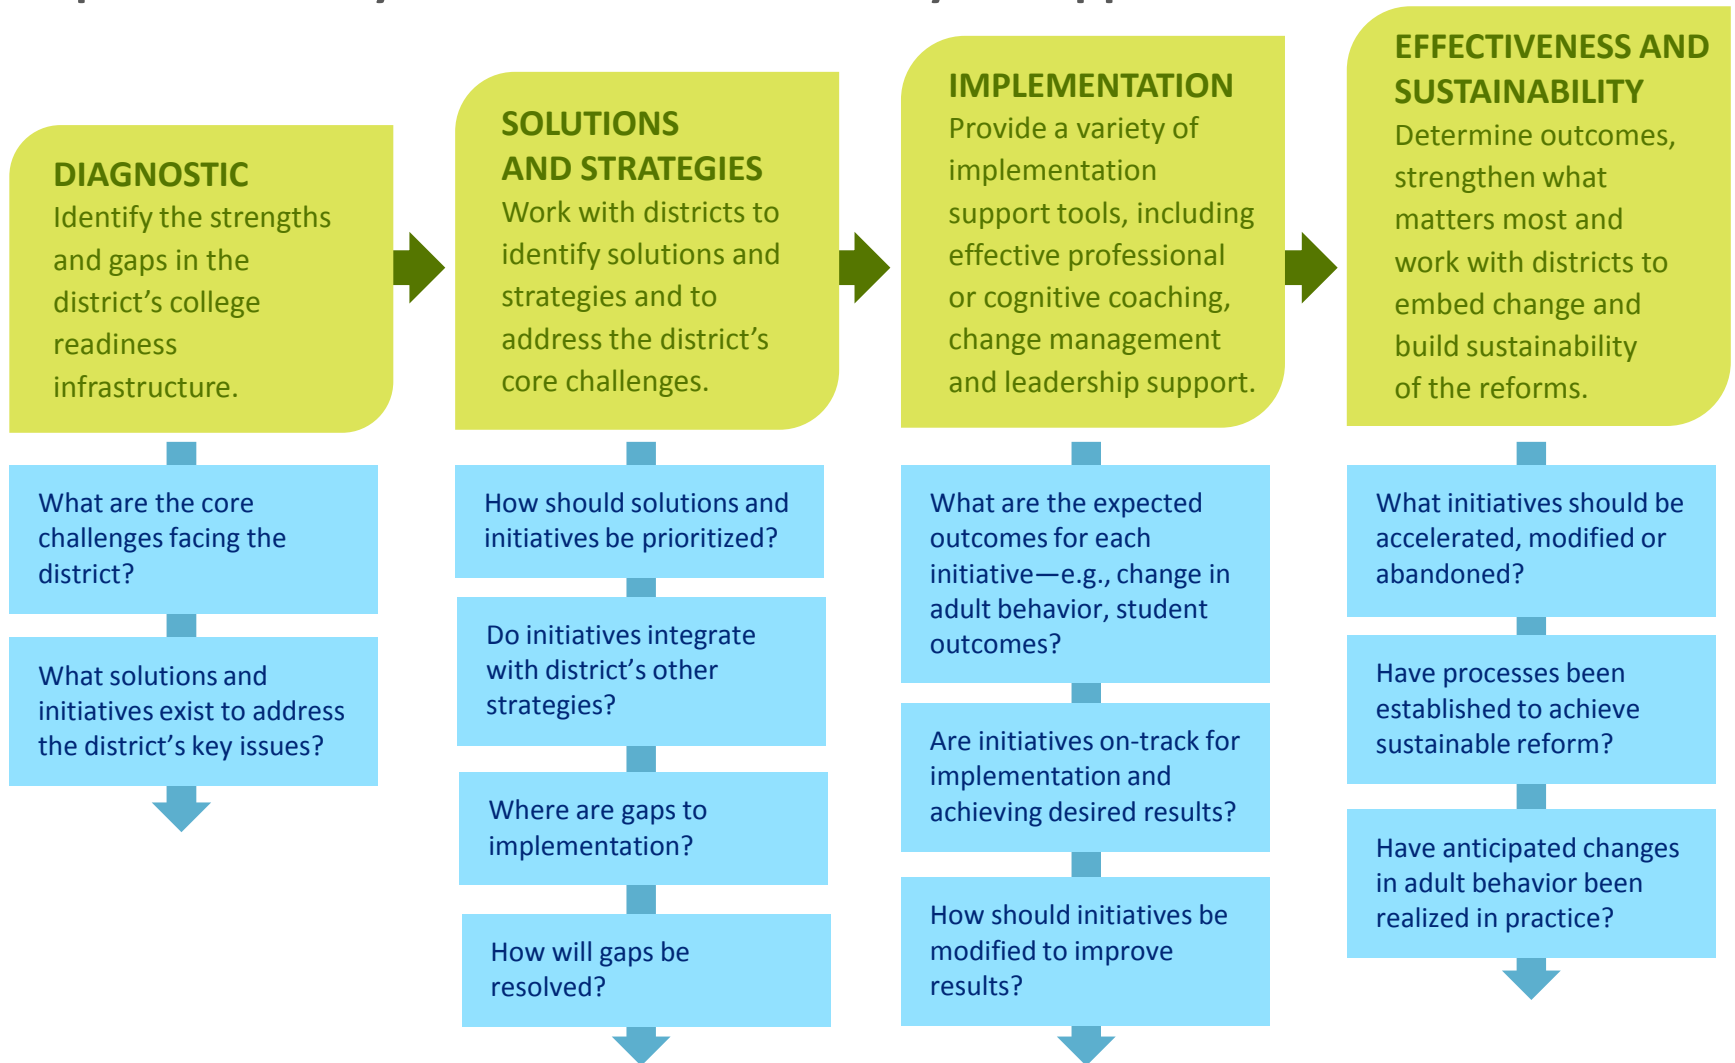 DIAGNOSTIC
Identify the strengths
and gaps in the
district’s college
readiness
infrastructure.
What are the core
challenges facing the
district?
What solutions and
initiatives exist to address
the district’s key issues?
SOLUTIONS
AND STRATEGIES
Work with districts to
identify solutions and
strategies and to
address the district’s
core challenges.
How should solutions and
initiatives be prioritized?
Do initiatives integrate
with district’s other
strategies?
Where are gaps to
implementation?
How will gaps be
resolved?
IMPLEMENTATION
Provide a variety of
implementation
support tools, including
effective professional
or cognitive coaching,
change management
and leadership support.
What are the expected
outcomes for each
initiative—e.g., change in
adult behavior, student
outcomes?
Are initiatives on-track for
implementation and
achieving desired results?
How should initiatives be
modified to improve
results?
EFFECTIVENESS AND
SUSTAINABILITY
Determine outcomes,
strengthen what
matters most and
work with districts to
embed change and
build sustainability
of the reforms.
What initiatives should be
accelerated, modified or
abandoned?
Have processes been
established to achieve
sustainable reform?
Have anticipated changes
in adult behavior been
realized in practice?